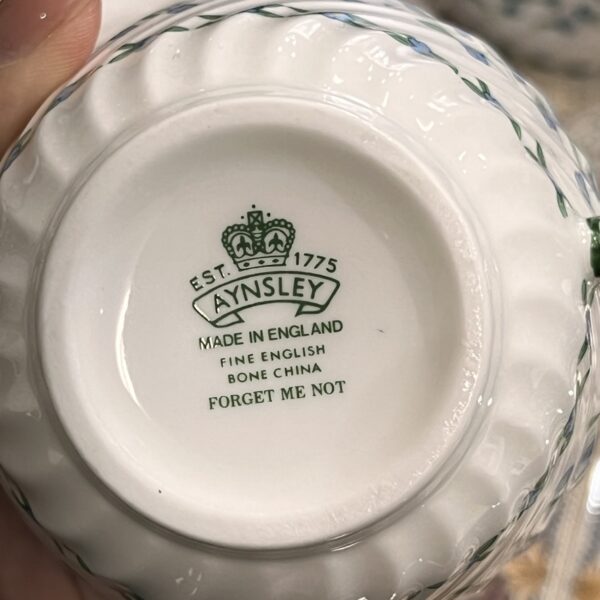 EST. 1775
AYNSLEY
MADE IN ENGLAND
FINE ENGLISH
BONE CHINA
FORGET ME NOT